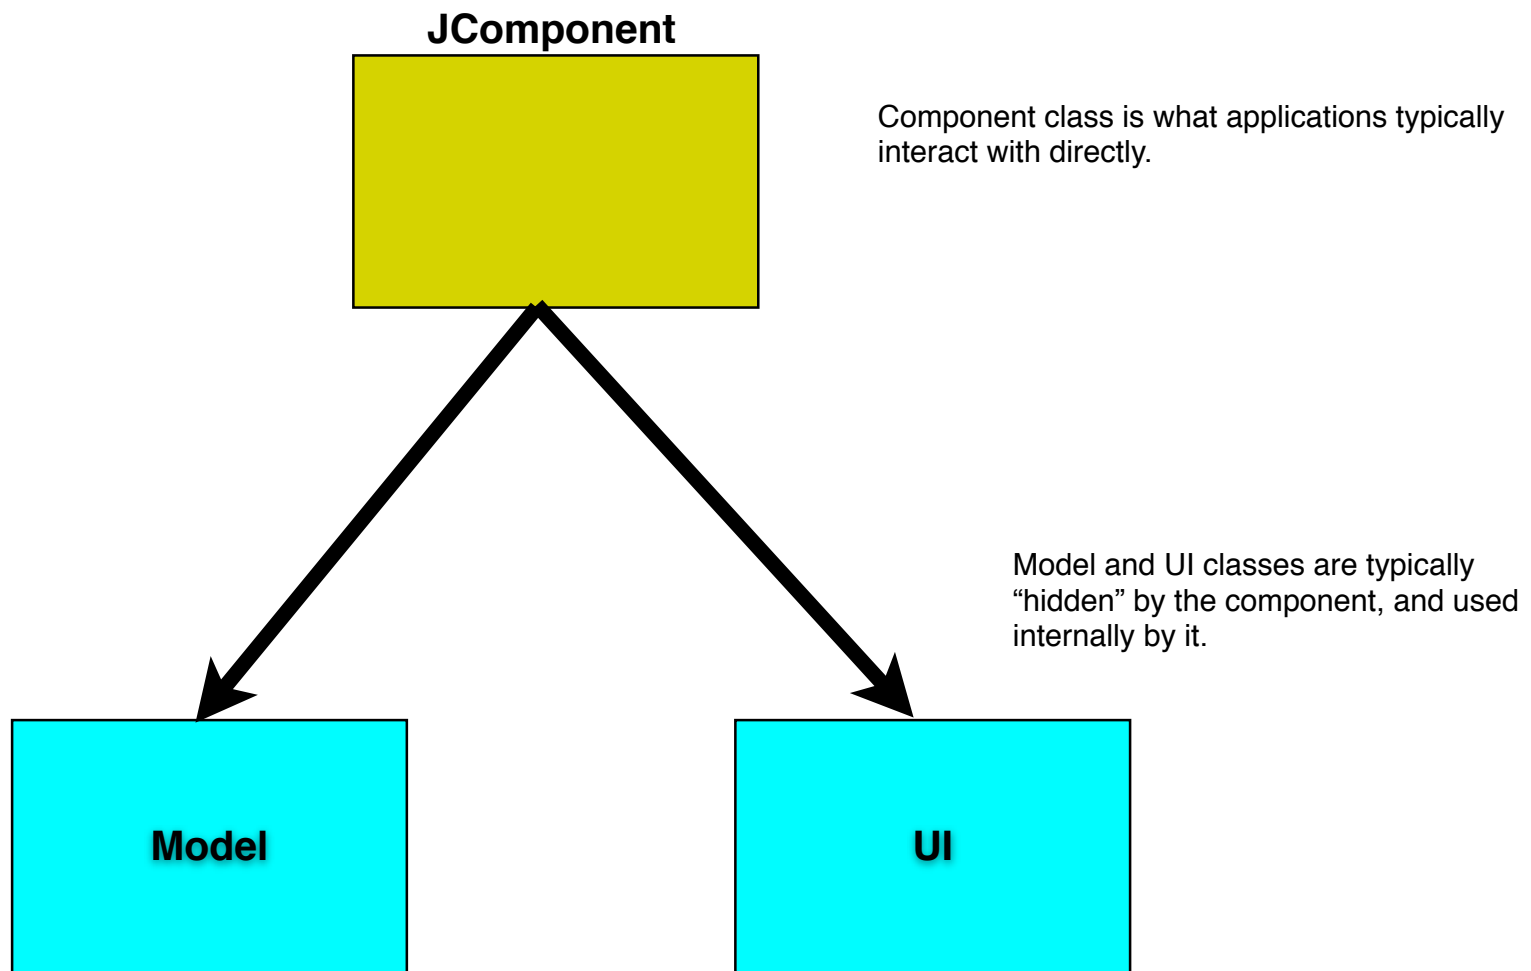 JComponent
Component class is what applications typically
interact with directly.
Model and UI classes are typically
“hidden” by the component, and used
internally by it.
Model
UI